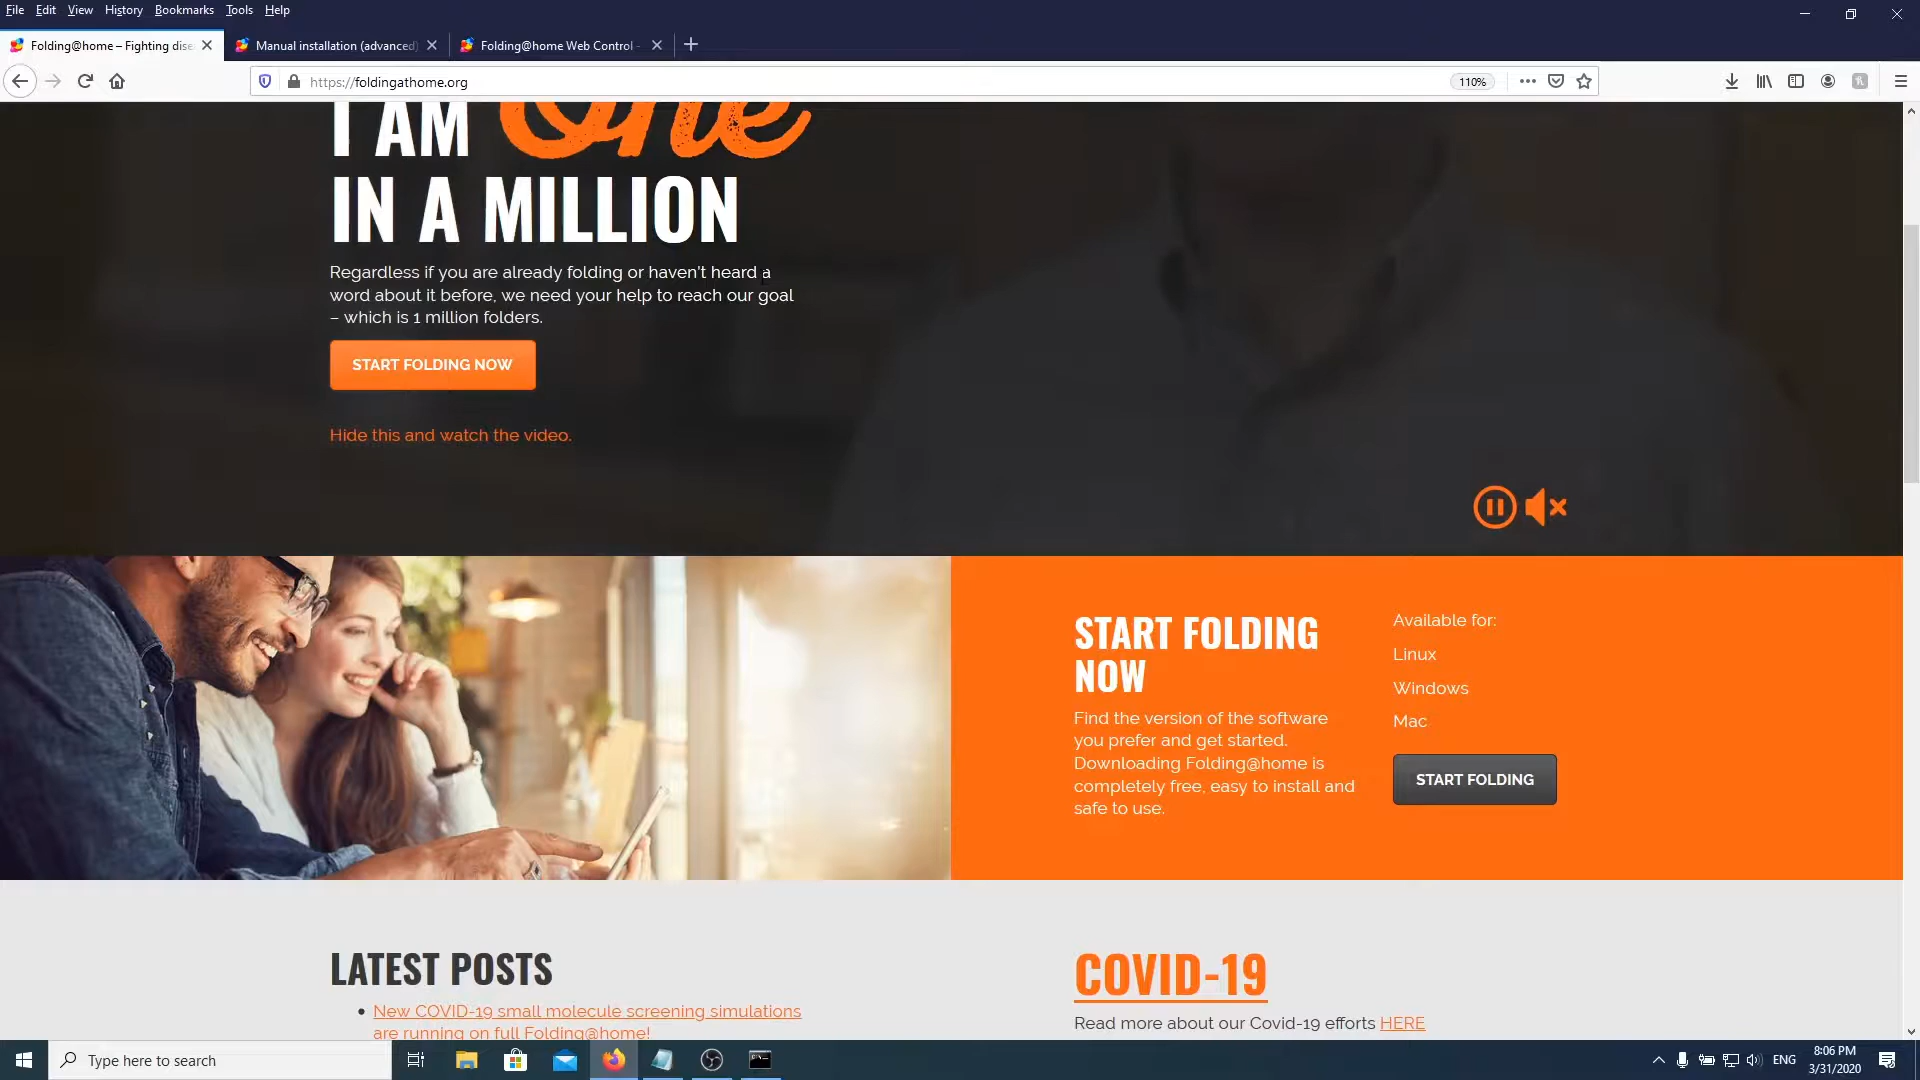 File Edit View History Bookmarks Tools Help
Folding@home – Fighting dise
Manual installation (advanced)
Folding@home Web Control -
https://foldingathome.org
110%
I AM One
IN A MILLION
Regardless if you are already folding or haven't heard a
word about it before, we need your help to reach our goal
– which is 1 million folders.
START FOLDING NOW
Hide this and watch the video.
START FOLDING
NOW
Find the version of the software
you prefer and get started.
Downloading Folding@home is
completely free, easy to install and
safe to use.
Available for:
Linux
Windows
Mac
START FOLDING
LATEST POSTS
• New COVID-19 small molecule screening simulations
are running on full Folding@home!
COVID-19
Read more about our Covid-19 efforts HERE
Type here to search
ENG
8:06 PM
3/31/2020